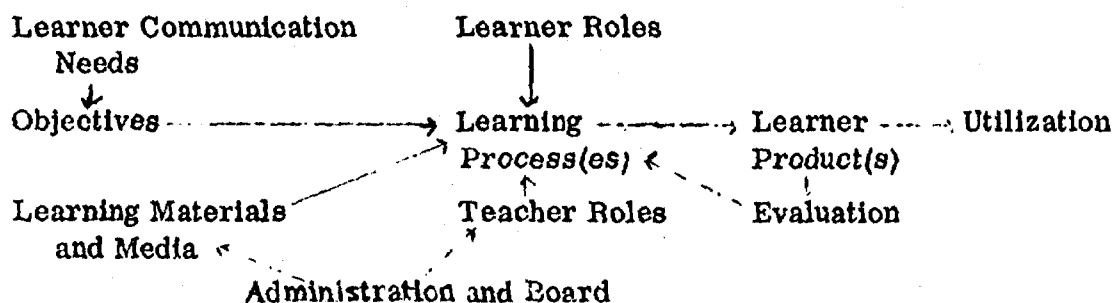 Learner Communication Needs
Learner Roles
Objectives
Learning Process(es)
Learner Product(s)
Utilization
Learning Materials and Media
Teacher Roles
Evaluation
Administration and Board